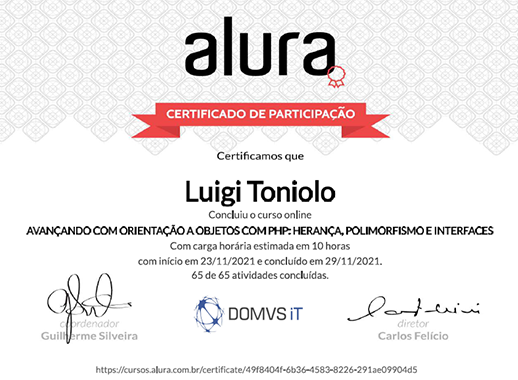 alura
CERTIFICADO DE PARTICIPAÇÃO
Certificamos que
Luigi Toniolo
Concluiu o curso online
AVANÇANDO COM ORIENTAÇÃO A OBJETOS COM PHP: HERANÇA, POLIMORFISMO E INTERFACES
Com carga horária estimada em 10 horas
com início em 23/11/2021 e concluído em 29/11/2021.
65 de 65 atividades concluídas.
coordenador
Guilherme Silveira
DOMVS iT
diretor
Carlos Felício
https://cursos.alura.com.br/certificate/49f8404f-6b36-4583-8226-291ae09904d5